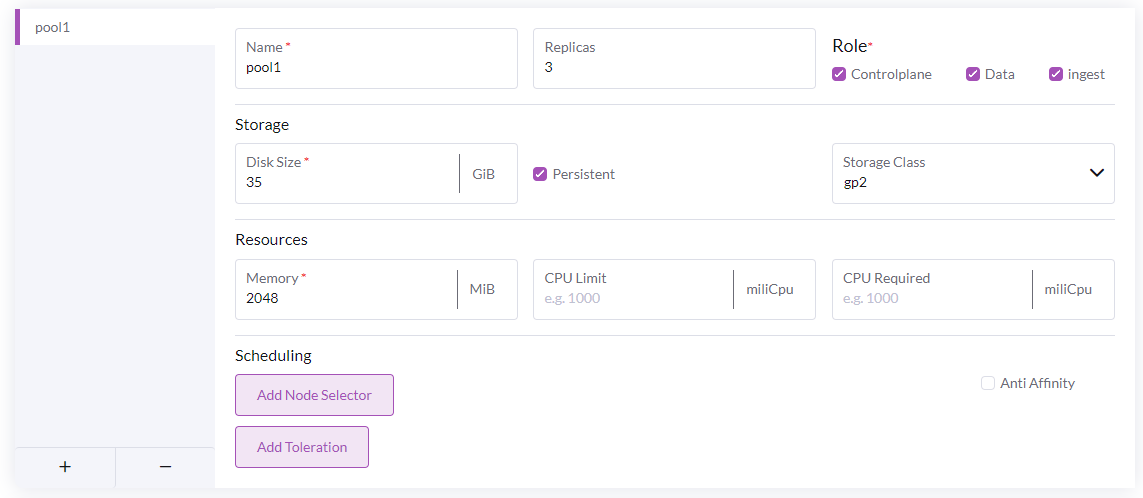 pool1
Name *
pool1
Replicas
3
Role*
Controlplane
Data
ingest
Storage
Disk Size *
35
GiB
Persistent
Storage Class
gp2
Resources
Memory *
2048
MiB
CPU Limit
e.g. 1000
miliCpu
CPU Required
e.g. 1000
miliCpu
Scheduling
Add Node Selector
Anti Affinity
Add Toleration
+
−